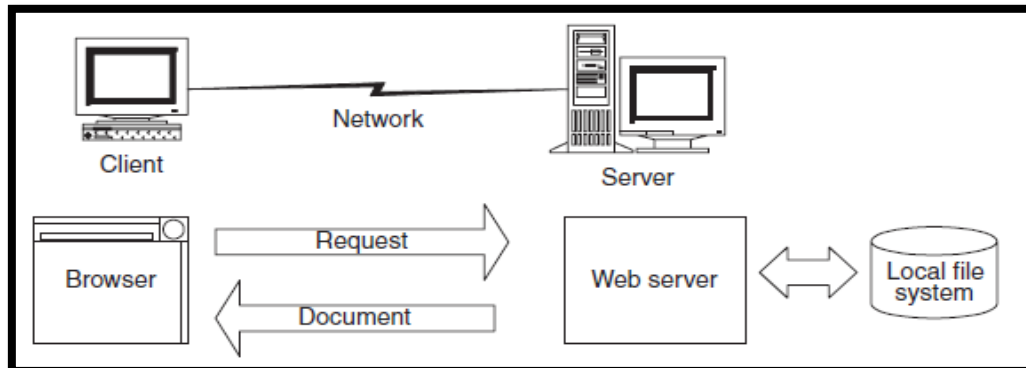 Network
Client
Server
Request
Browser
Web server
Local file
system
Document